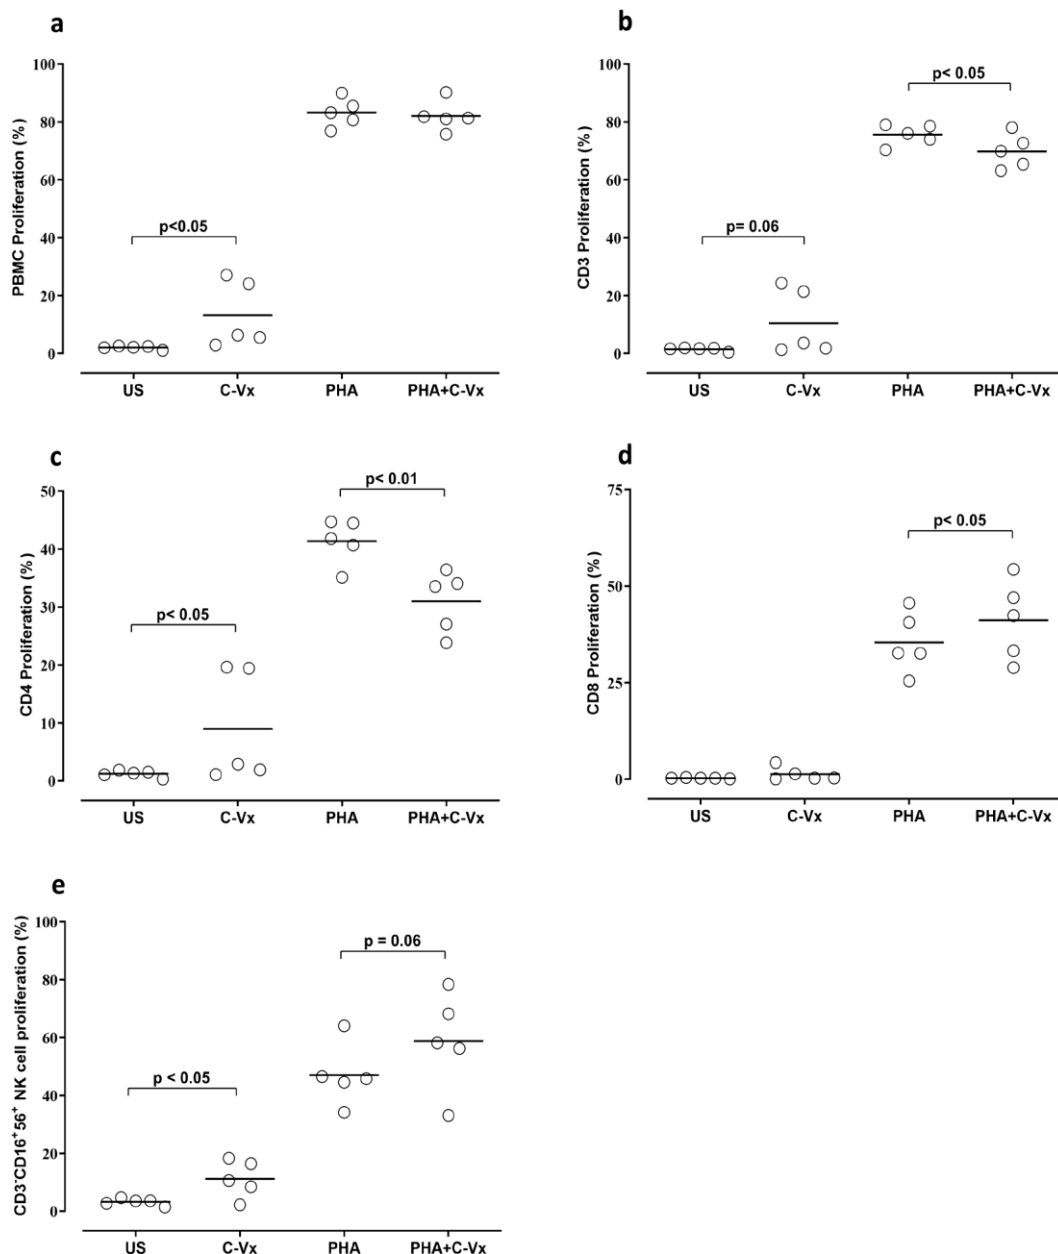 a
PBMC Proliferation (%)
100
80
60
40
20
0
p<0.05
US C-Vx PHA PHA+C-Vx
b
CD3 Proliferation (%)
100
80
60
40
20
0
p= 0.06
p< 0.05
US C-Vx PHA PHA+C-Vx
c
CD4 Proliferation (%)
50
40
30
20
10
0
p< 0.05
p< 0.01
US C-Vx PHA PHA+C-Vx
d
CD8 Proliferation (%)
75
50
25
0
p< 0.05
US C-Vx PHA PHA+C-Vx
e
CD3⁻CD16⁺56⁺ NK cell proliferation (%)
100
80
60
40
20
0
p < 0.05
p = 0.06
US C-Vx PHA PHA+C-Vx